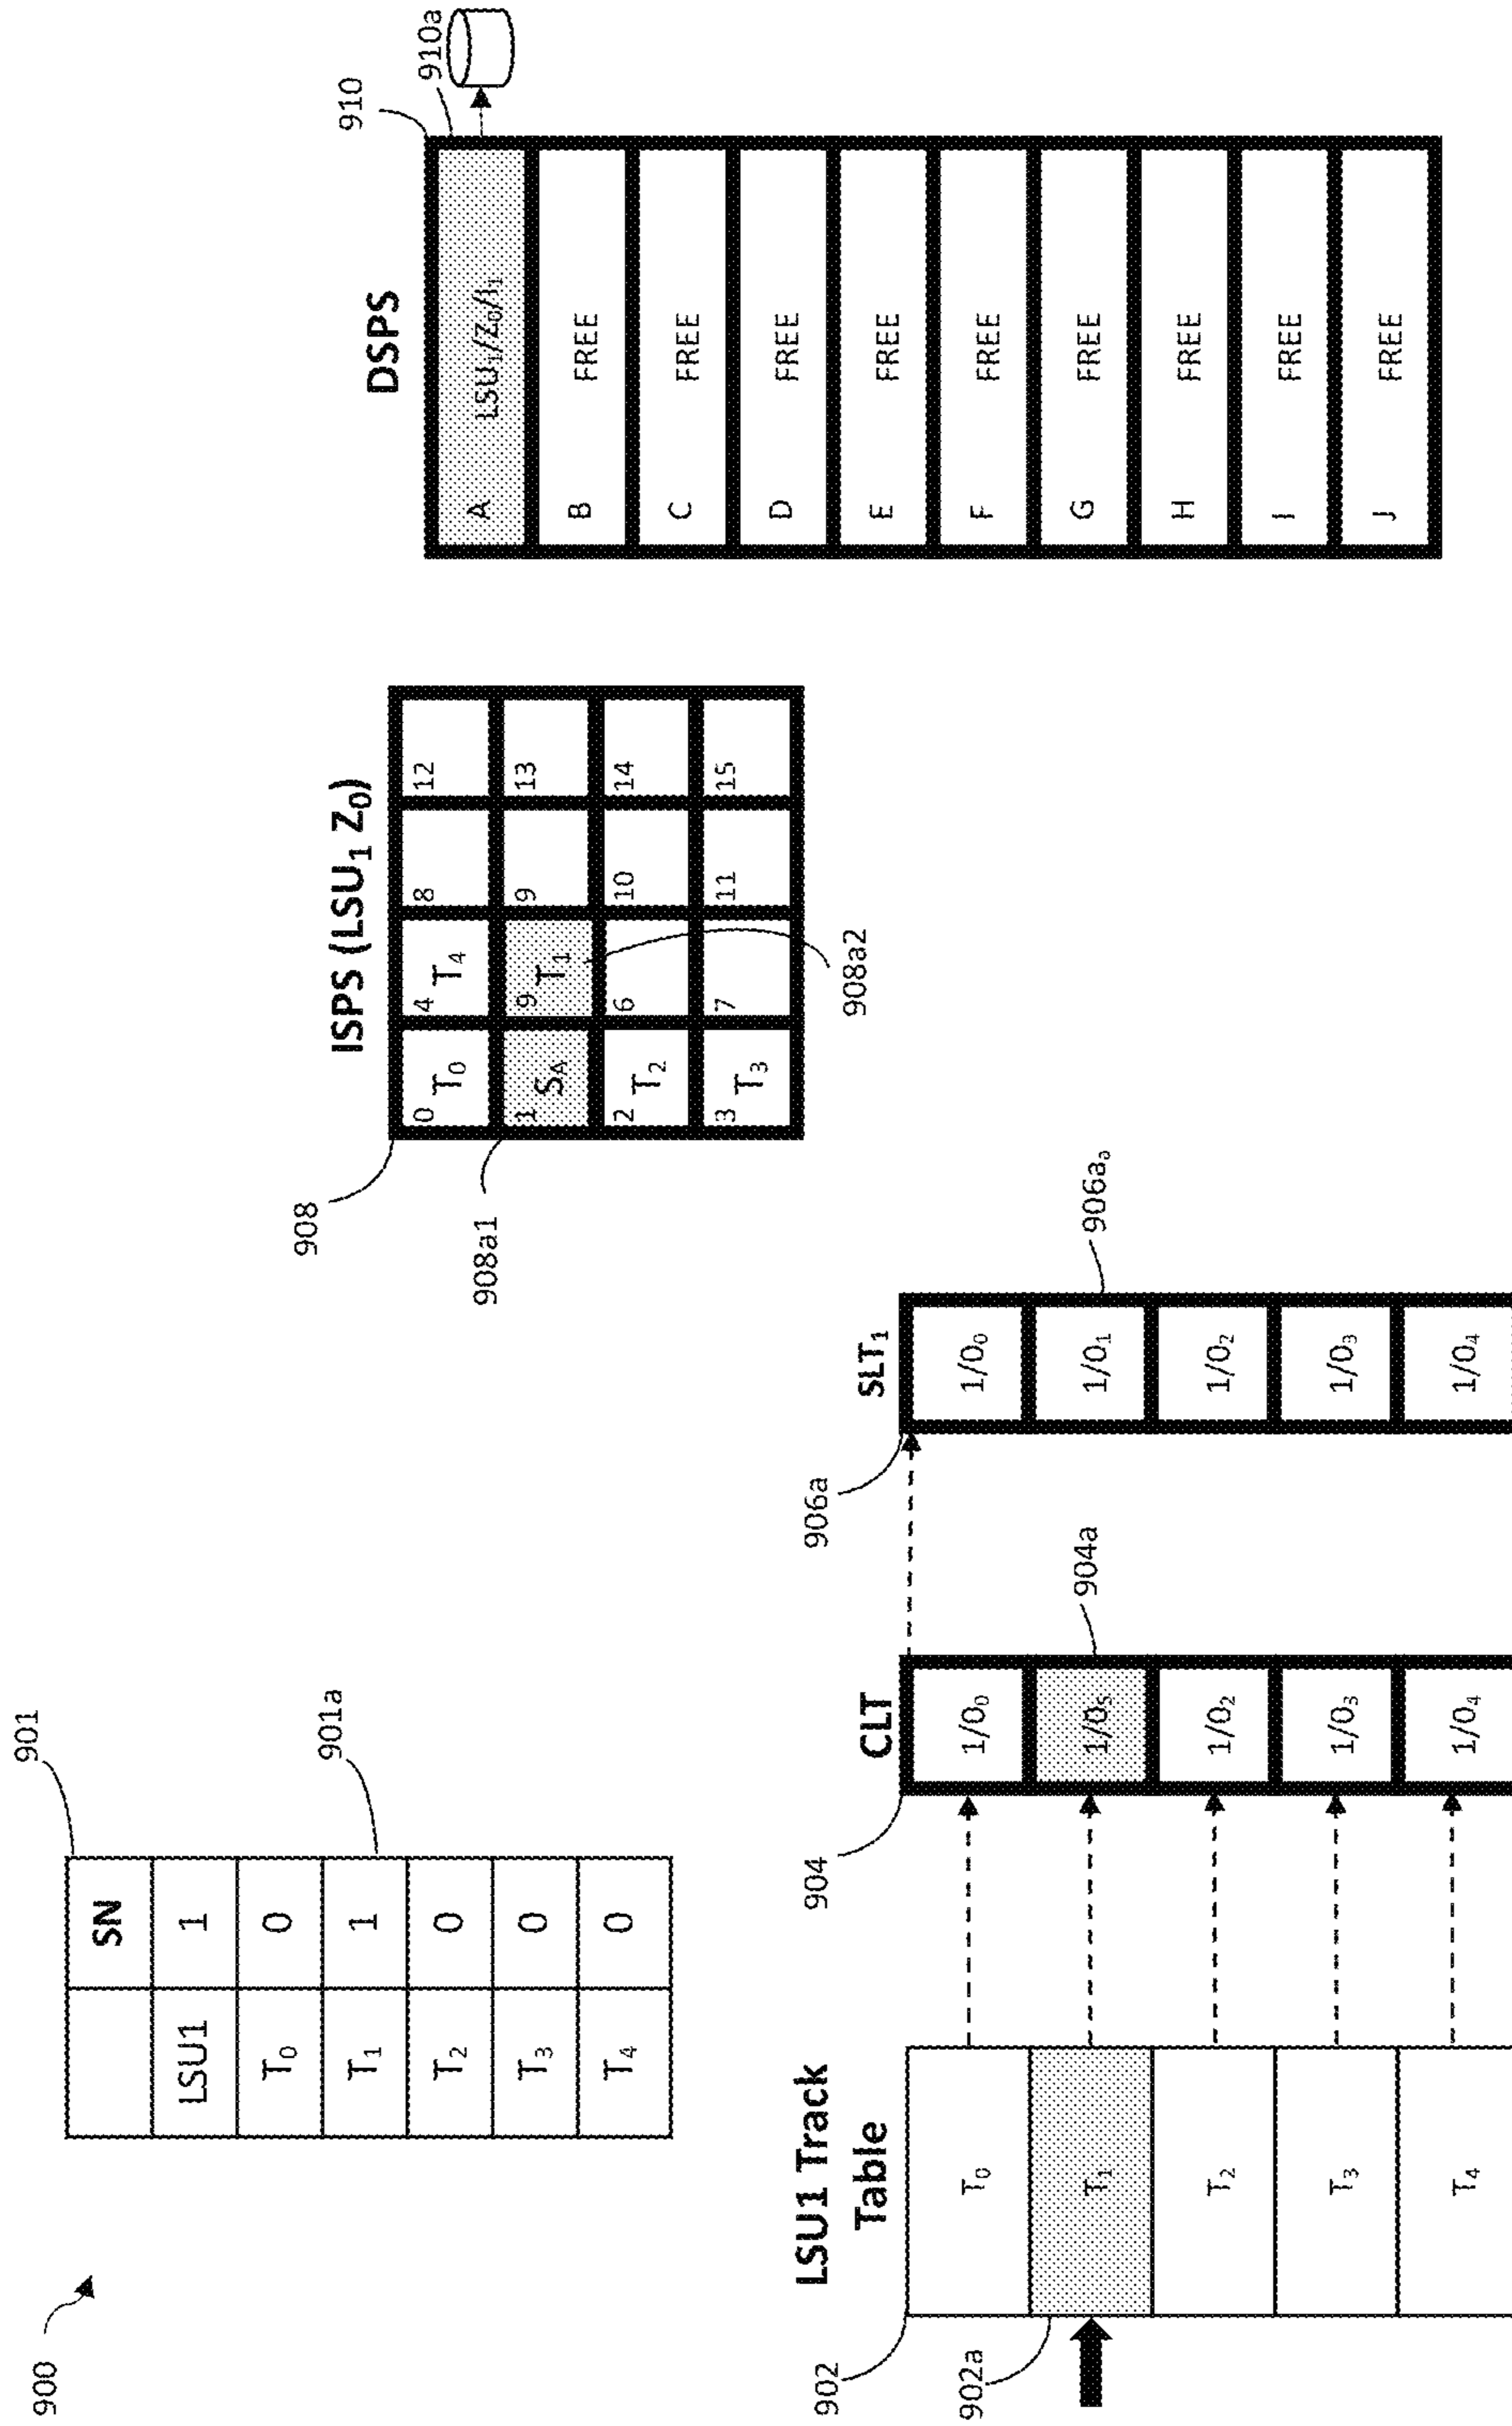 900
901
SN
LSU1 1
T₀ 0
T₁ 1
T₂ 0
T₃ 0
T₄ 0
901a
LSU1 Track
Table
902
902a
T₀
T₁
T₂
T₃
T₄
CLT
904
904a
1/0₀
1/0₅
1/0₂
1/0₃
1/0₄
SLT₁
906a
906aₐ
1/0₀
1/0₁
1/0₂
1/0₃
1/0₄
ISPS (LSU₁ Z₀)
908
908a1
908a2
0 T₀ 4 T₄ 8 12
1 S_A 9 T₁ 9 13
2 T₂ 6 10 14
3 T₃ 7 11 15
DSPS
910
910a
A LSU₁/Z₀/I₁
B FREE
C FREE
D FREE
E FREE
F FREE
G FREE
H FREE
I FREE
J FREE